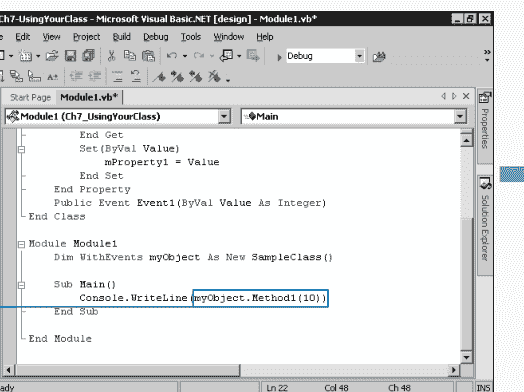 Ch7-UsingYourClass - Microsoft Visual Basic.NET [design] - Module1.vb*
Edit View Project Build Debug Tools Window Help
Debug
Start Page Module1.vb*
Module1 (Ch7_UsingYourClass) Main
End Get
Set(ByVal Value)
mProperty1 = Value
End Set
End Property
Public Event Event1(ByVal Value As Integer)
End Class
Module Module1
Dim WithEvents myObject As New SampleClass()
Sub Main()
Console.WriteLine(myObject.Method1(10))
End Sub
End Module
Properties
Solution Explorer
ady Ln 22 Col 48 Ch 48 INS